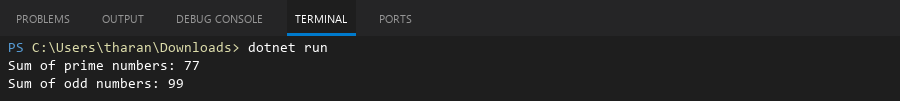 PROBLEMS OUTPUT DEBUG CONSOLE TERMINAL PORTS
PS C:\Users\tharan\Downloads> dotnet run
Sum of prime numbers: 77
Sum of odd numbers: 99